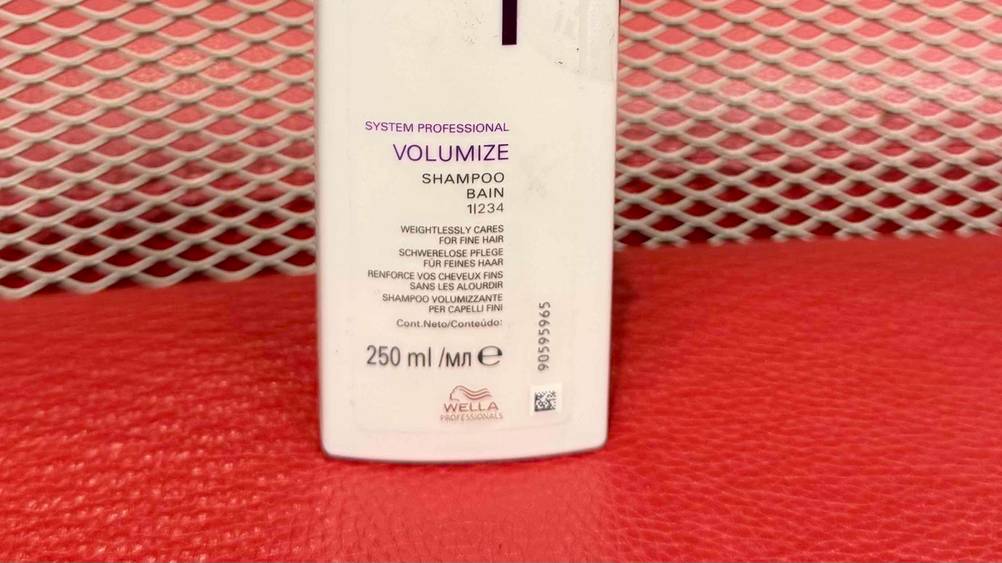 SYSTEM PROFESSIONAL
VOLUMIZE
SHAMPOO
BAIN
1|234
WEIGHTLESSLY CARES
FOR FINE HAIR
SCHWERELOSE PFLEGE
FÜR FEINES HAAR
RENFORCE VOS CHEVEUX FINS
SANS LES ALOURDIR
SHAMPOO VOLUMIZZANTE
PER CAPELLI FINI
Cont.Neto/Conteúdo:
250 ml /мл ℮
90595965
WELLA
PROFESSIONALS